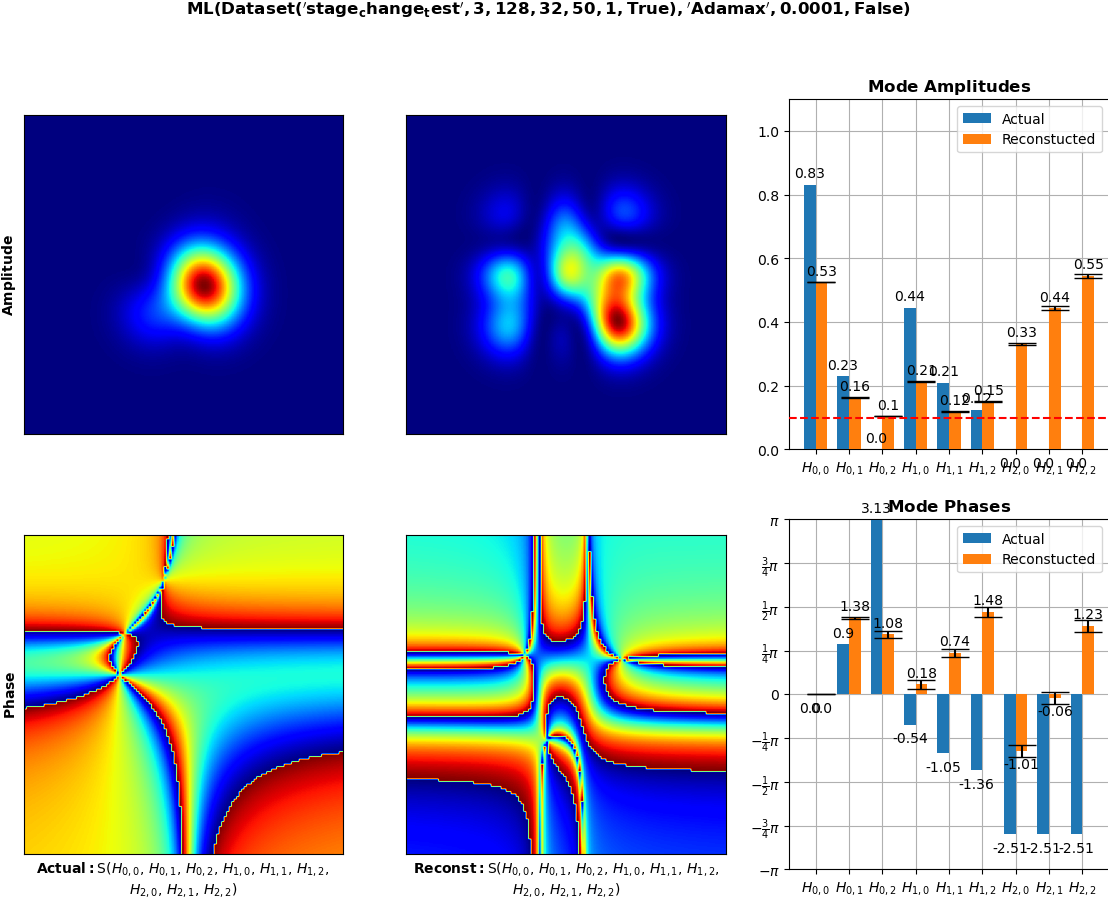 ML(Dataset('stage_change_test', 3, 128, 32, 50, 1, True), 'Adamax', 0.0001, False)
Amplitude
Mode Amplitudes
Actual
Reconstucted
1.0
0.8
0.6
0.4
0.2
0.0
0.83
0.53
0.23
0.16
0.0
0.1
0.44
0.21
0.21
0.12
0.12
0.15
0.0
0.33
0.0
0.44
0.0
0.55
H0,0 H0,1 H0,2 H1,0 H1,1 H1,2 H2,0 H2,1 H2,2
Phase
Mode Phases
Actual
Reconstucted
π
3/4π
1/2π
1/4π
0
−1/4π
−1/2π
−3/4π
−π
0.0
0.0
0.9
1.38
3.13
1.08
-0.54
0.18
-1.05
0.74
-1.36
1.48
-2.51
-1.01
-2.51
-0.06
-2.51
1.23
H0,0 H0,1 H0,2 H1,0 H1,1 H1,2 H2,0 H2,1 H2,2
Actual: S(H0,0, H0,1, H0,2, H1,0, H1,1, H1,2,
H2,0, H2,1, H2,2)
Reconst: S(H0,0, H0,1, H0,2, H1,0, H1,1, H1,2,
H2,0, H2,1, H2,2)